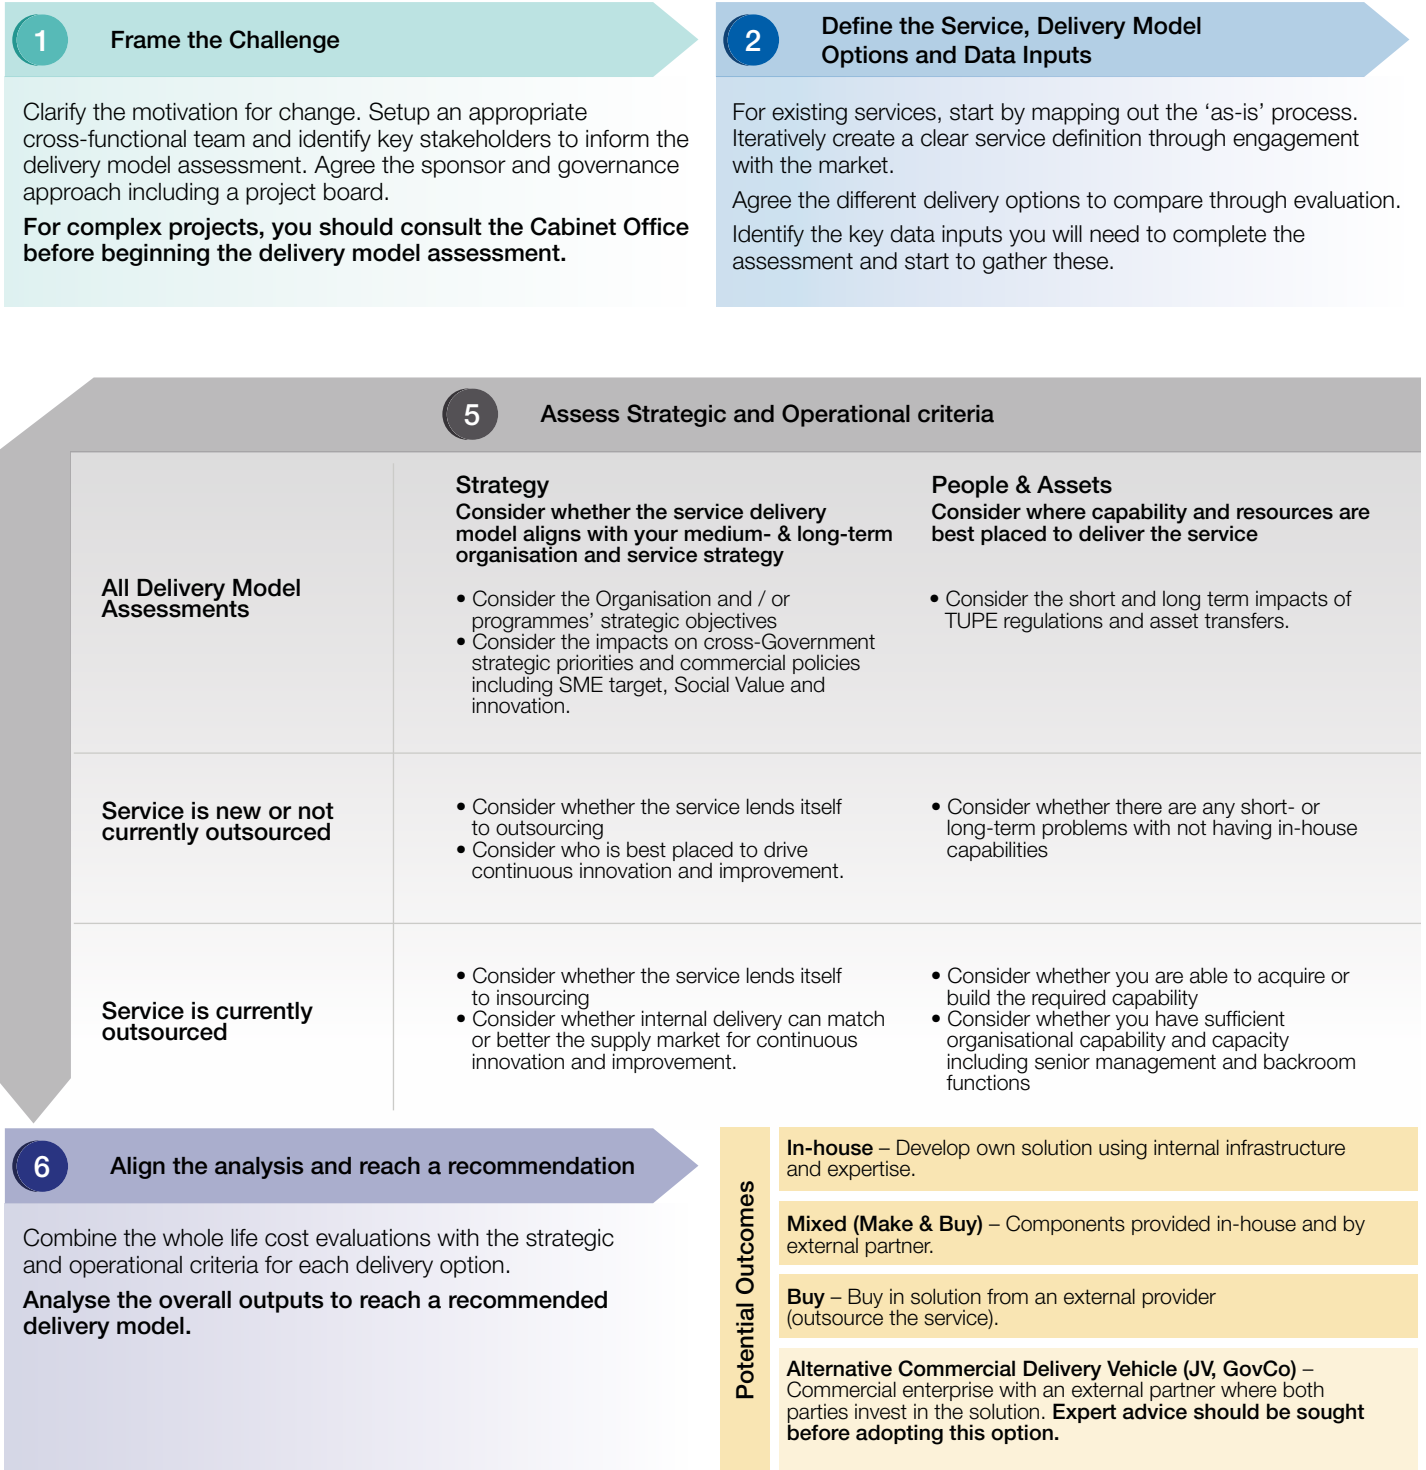 1
Frame the Challenge
Clarify the motivation for change. Setup an appropriate
cross-functional team and identify key stakeholders to inform the
delivery model assessment. Agree the sponsor and governance
approach including a project board.
For complex projects, you should consult the Cabinet Office
before beginning the delivery model assessment.
2
Define the Service, Delivery Model
Options and Data Inputs
For existing services, start by mapping out the ‘as-is’ process.
Iteratively create a clear service definition through engagement
with the market.
Agree the different delivery options to compare through evaluation.
Identify the key data inputs you will need to complete the
assessment and start to gather these.
5
Assess Strategic and Operational criteria
Strategy
Consider whether the service delivery
model aligns with your medium- & long-term
organisation and service strategy
People & Assets
Consider where capability and resources are
best placed to deliver the service
All Delivery Model
Assessments
• Consider the Organisation and / or
programmes’ strategic objectives
• Consider the impacts on cross-Government
strategic priorities and commercial policies
including SME target, Social Value and
innovation.
• Consider the short and long term impacts of
TUPE regulations and asset transfers.
Service is new or not
currently outsourced
• Consider whether the service lends itself
to outsourcing
• Consider who is best placed to drive
continuous innovation and improvement.
• Consider whether there are any short- or
long-term problems with not having in-house
capabilities
Service is currently
outsourced
• Consider whether the service lends itself
to insourcing
• Consider whether internal delivery can match
or better the supply market for continuous
innovation and improvement.
• Consider whether you are able to acquire or
build the required capability
• Consider whether you have sufficient
organisational capability and capacity
including senior management and backroom
functions
6
Align the analysis and reach a recommendation
Combine the whole life cost evaluations with the strategic
and operational criteria for each delivery option.
Analyse the overall outputs to reach a recommended
delivery model.
Potential Outcomes
In-house – Develop own solution using internal infrastructure
and expertise.
Mixed (Make & Buy) – Components provided in-house and by
external partner.
Buy – Buy in solution from an external provider
(outsource the service).
Alternative Commercial Delivery Vehicle (JV, GovCo) –
Commercial enterprise with an external partner where both
parties invest in the solution. Expert advice should be sought
before adopting this option.